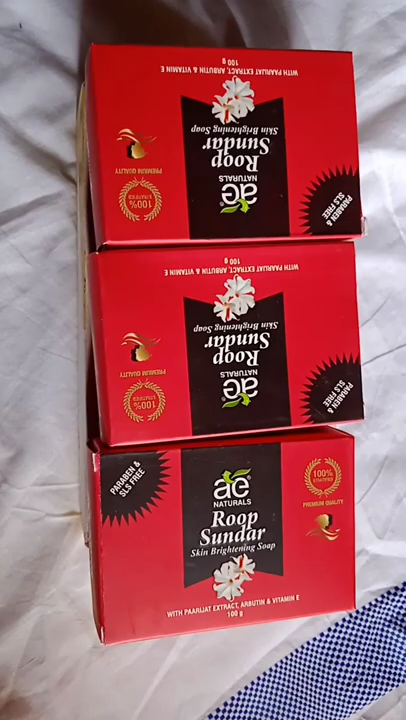 WITH PAARIJAT EXTRACT, ARBUTIN & VITAMIN E
100 g
Skin Brightening Soap
Roop
Sundar
NATURALS
ae
PREMIUM QUALITY
100%
PARABEN &
SLS FREE
WITH PAARIJAT EXTRACT, ARBUTIN & VITAMIN E
100 g
Skin Brightening Soap
Roop
Sundar
NATURALS
ae
PREMIUM QUALITY
100%
PARABEN &
SLS FREE
PARABEN &
SLS FREE
ae
NATURALS
Roop
Sundar
Skin Brightening Soap
WITH PAARIJAT EXTRACT, ARBUTIN & VITAMIN E
100 g
100%
PREMIUM QUALITY